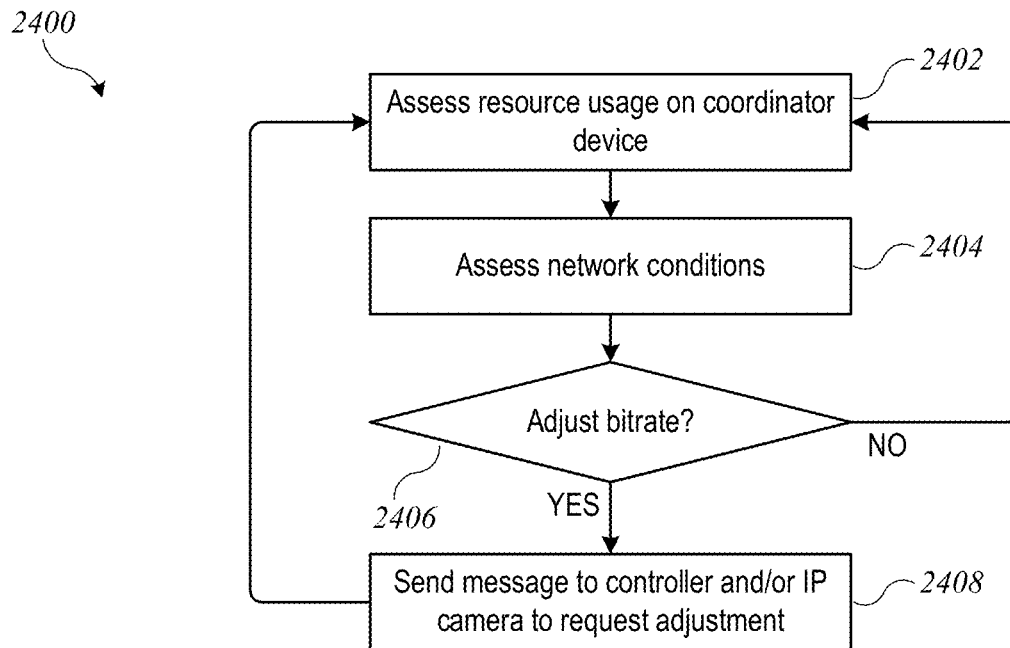 2400
2402
Assess resource usage on coordinator
device
2404
Assess network conditions
Adjust bitrate?
NO
YES
2406
Send message to controller and/or IP
camera to request adjustment
2408